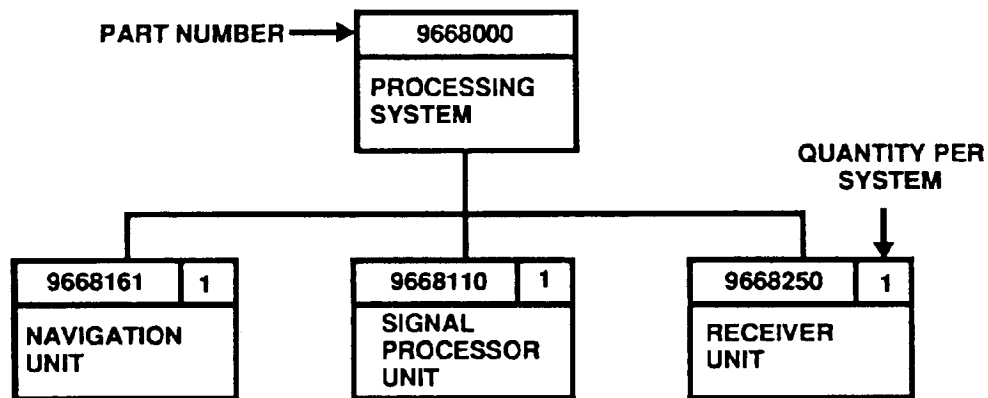 PART NUMBER
9668000
PROCESSING
SYSTEM
QUANTITY PER
SYSTEM
9668161 1
NAVIGATION
UNIT
9668110 1
SIGNAL
PROCESSOR
UNIT
9668250 1
RECEIVER
UNIT